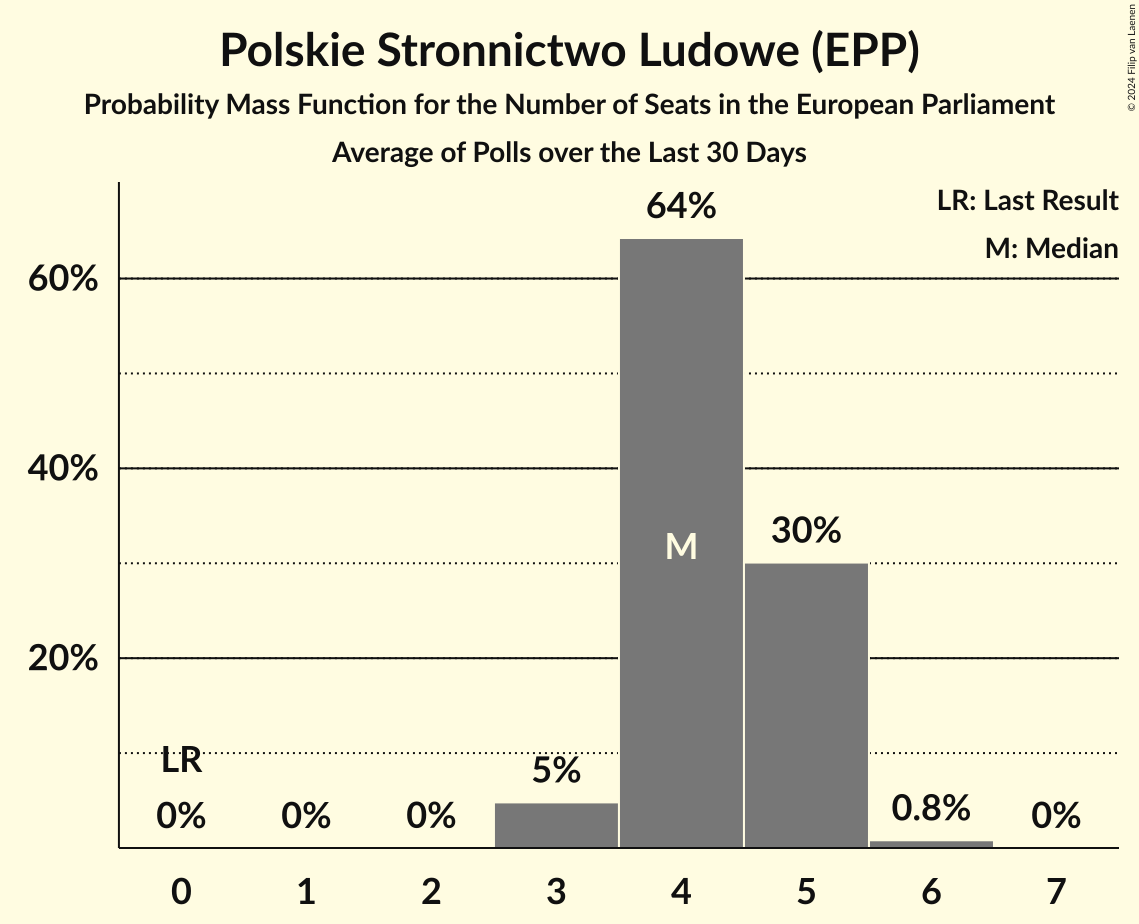 Polskie Stronnictwo Ludowe (EPP)
Probability Mass Function for the Number of Seats in the European Parliament
Average of Polls over the Last 30 Days
© 2024 Filip van Laenen
LR: Last Result
M: Median
64%
60%
40%
30%
M
20%
LR
5%
0% 0% 0% 0.8% 0%
0 1 2 3 4 5 6 7